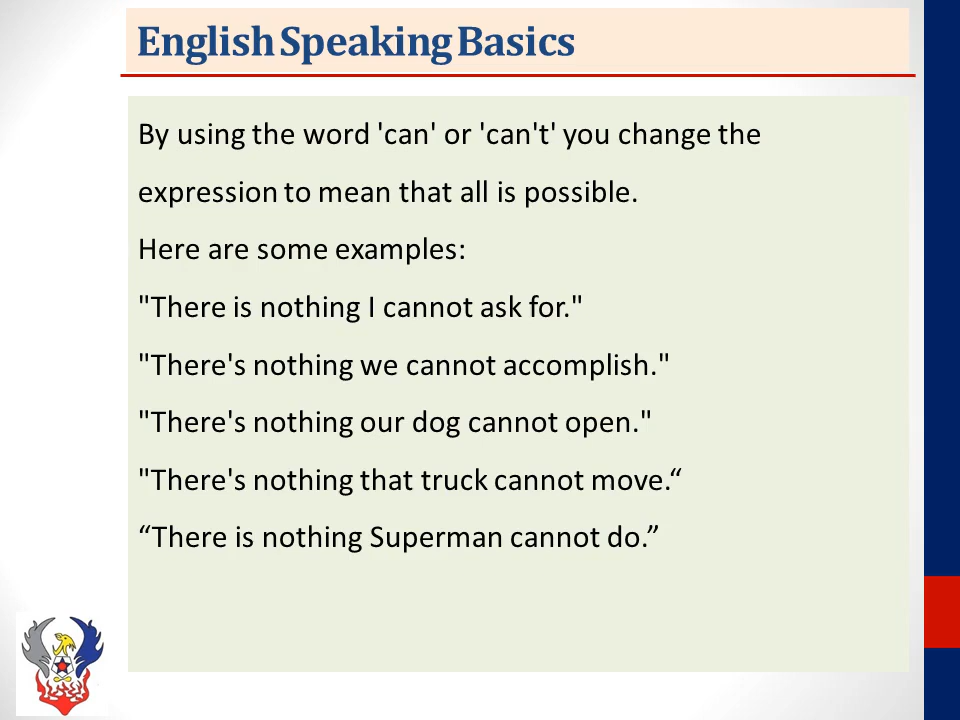 English Speaking Basics
By using the word 'can' or 'can't' you change the
expression to mean that all is possible.
Here are some examples:
"There is nothing I cannot ask for."
"There's nothing we cannot accomplish."
"There's nothing our dog cannot open."
"There's nothing that truck cannot move.“
“There is nothing Superman cannot do.”